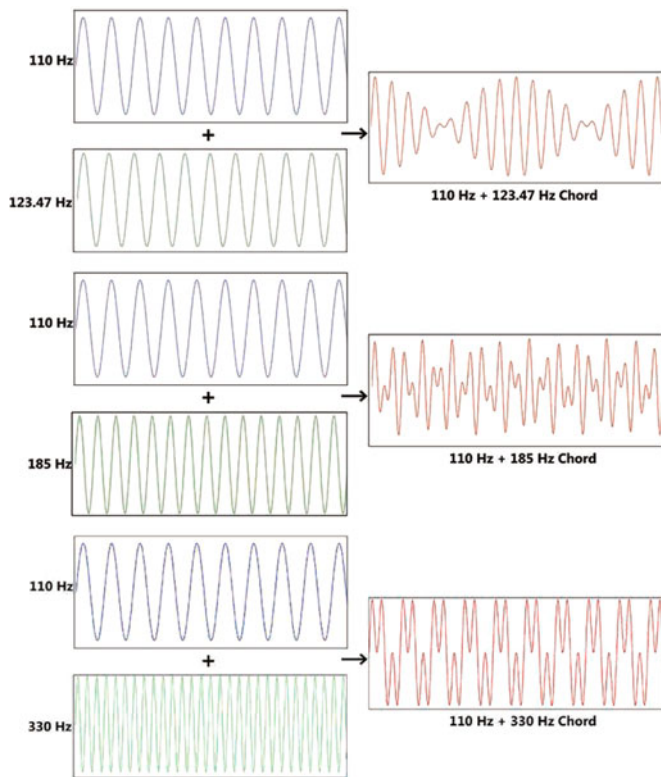 110 Hz
+
123.47 Hz
110 Hz + 123.47 Hz Chord
110 Hz
+
185 Hz
110 Hz + 185 Hz Chord
110 Hz
+
330 Hz
110 Hz + 330 Hz Chord